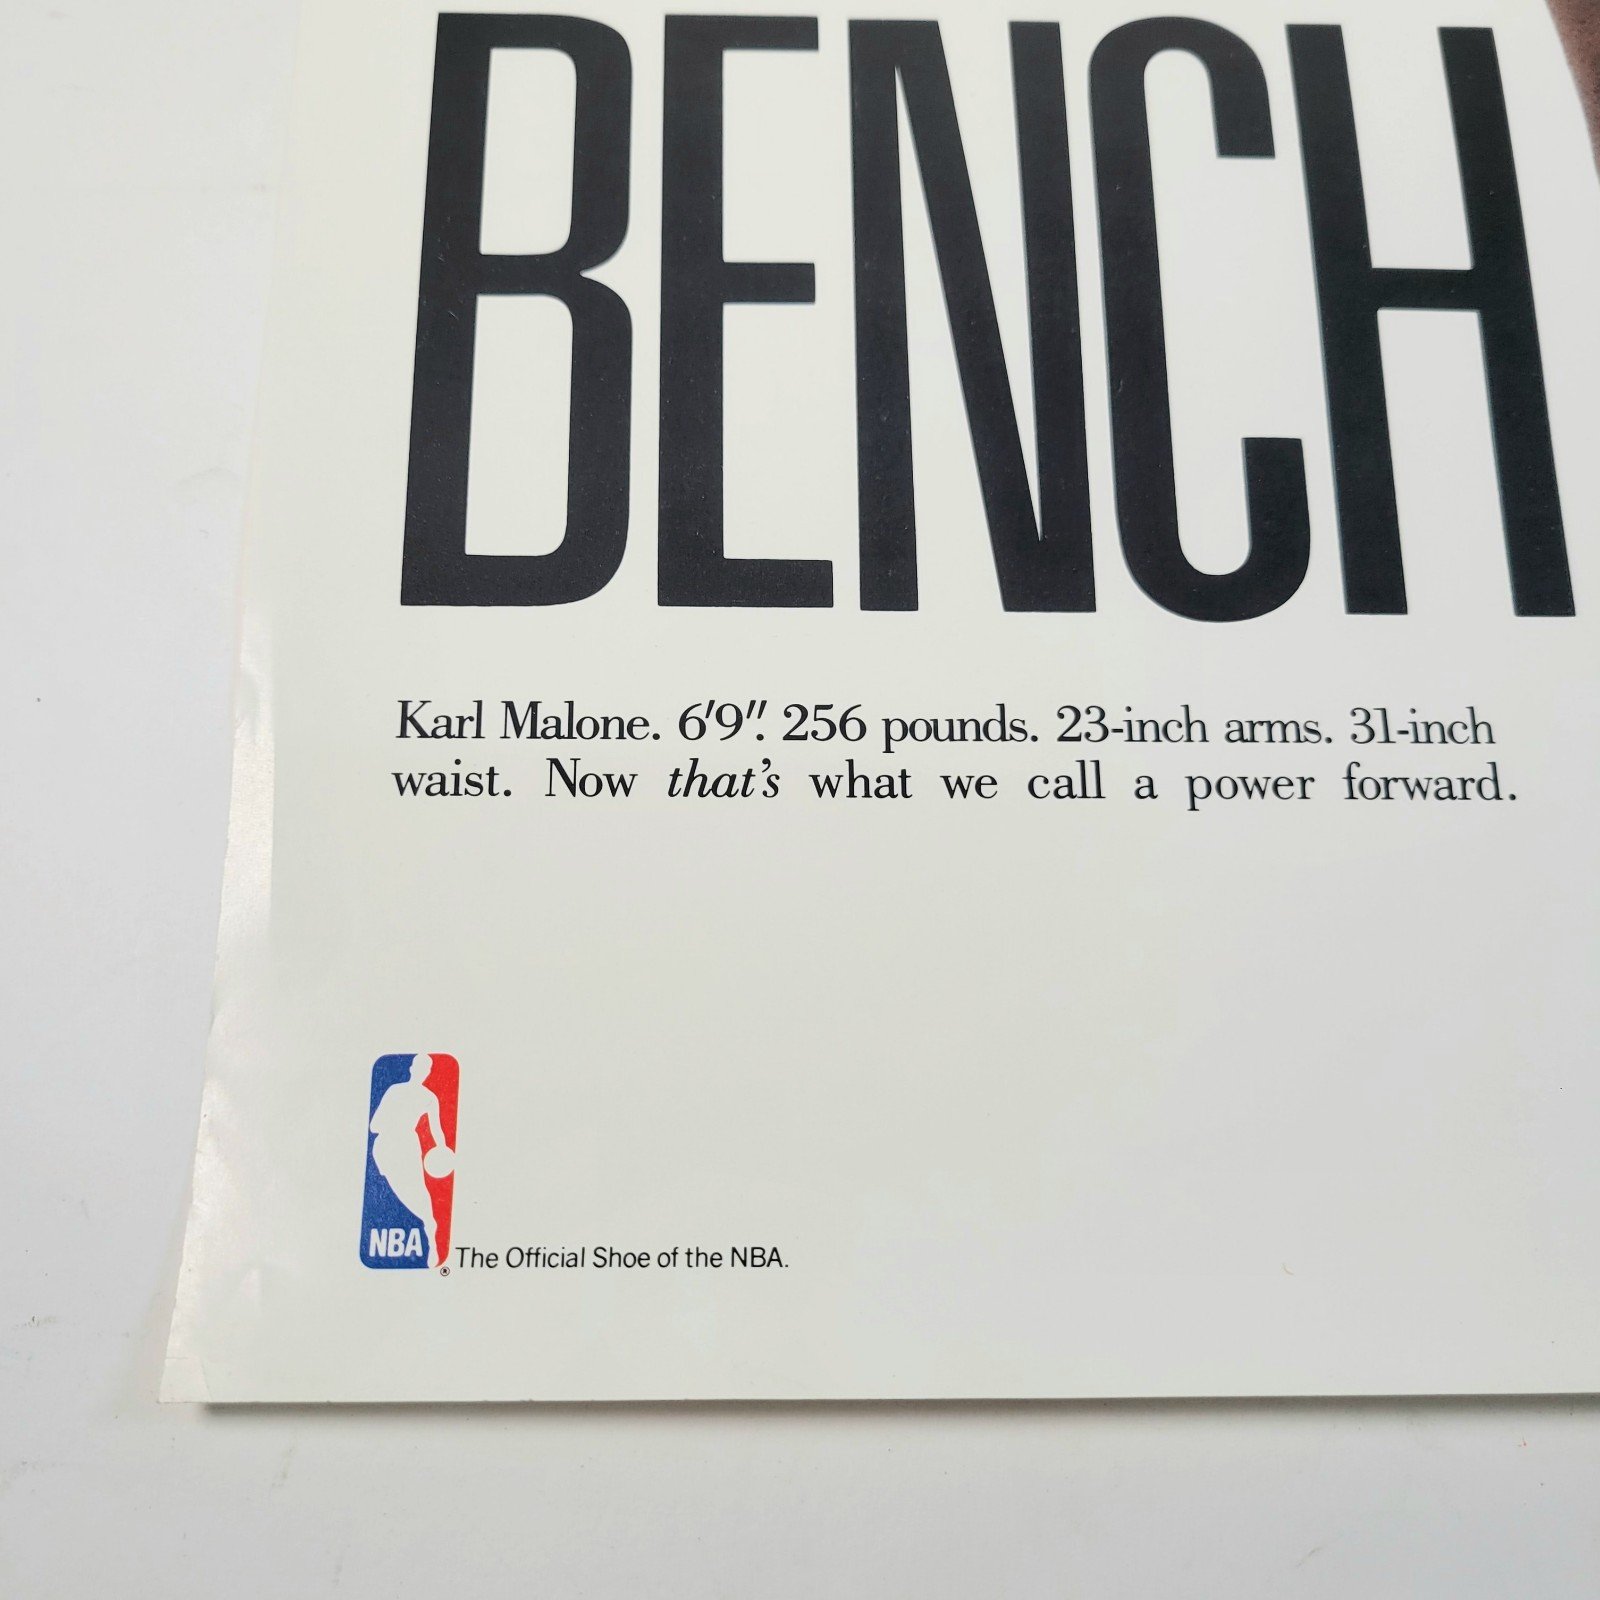 BENCH
Karl Malone. 6'9". 256 pounds. 23-inch arms. 31-inch
waist. Now that's what we call a power forward.
NBA
® The Official Shoe of the NBA.